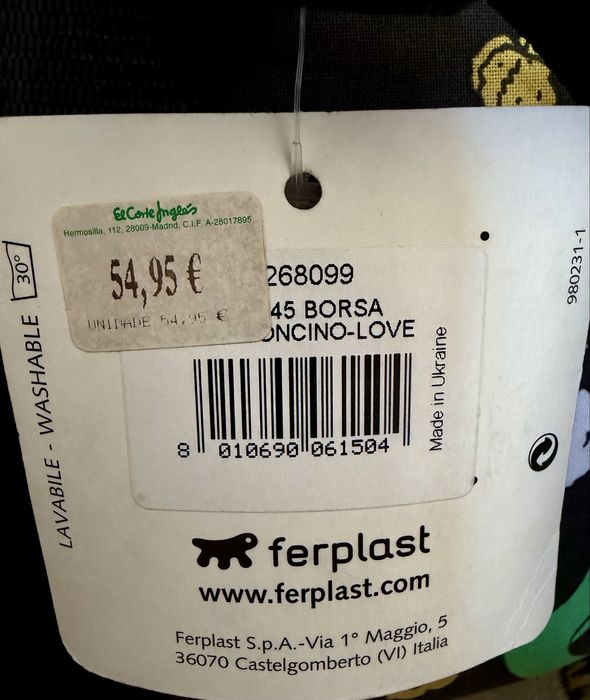 El Corte Inglés
Hermosilla, 112, 28009-Madrid, C.I.F. A-28017895
54,95 €
UNIDADE 54,95 €
268099
45 BORSA
ONCINO-LOVE
8 010690 061504
Made in Ukraine
980231-1
LAVABILE - WASHABLE 30°
ferplast
www.ferplast.com
Ferplast S.p.A.-Via 1° Maggio, 5
36070 Castelgomberto (VI) Italia